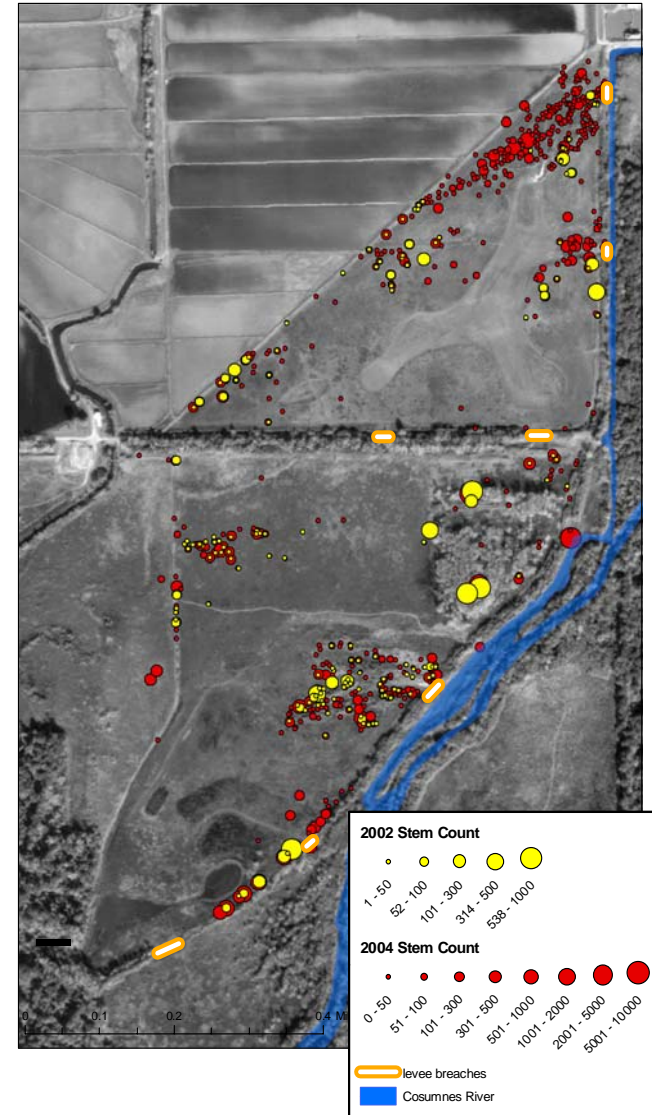 2002 Stem Count
1 - 50
52 - 100
101 - 300
314 - 500
538 - 1000
2004 Stem Count
0 - 50
51 - 100
101 - 300
301 - 500
501 - 1000
1001 - 2000
2001 - 5000
5001 - 10000
levee breaches
Cosumnes River
0 0.1 0.2 0.4 Mi